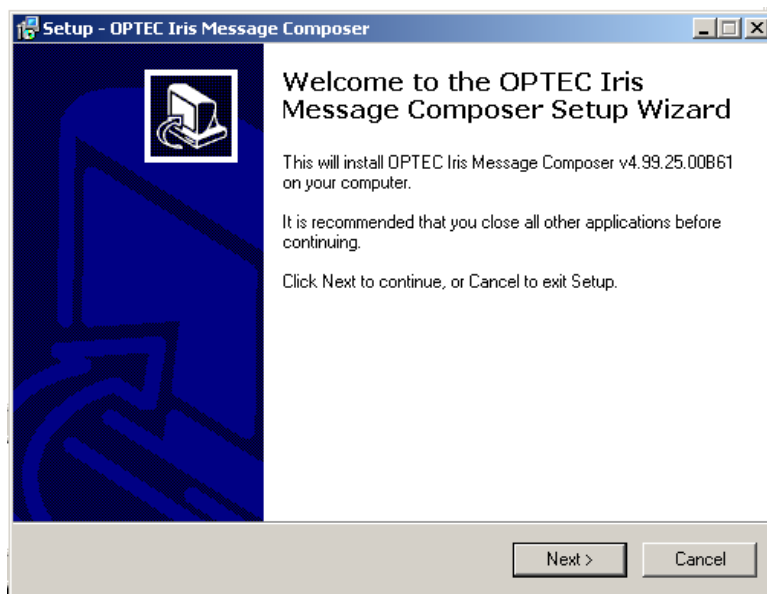 Setup - OPTEC Iris Message Composer
Welcome to the OPTEC Iris
Message Composer Setup Wizard
This will install OPTEC Iris Message Composer v4.99.25.00B61
on your computer.
It is recommended that you close all other applications before
continuing.
Click Next to continue, or Cancel to exit Setup.
Next >
Cancel